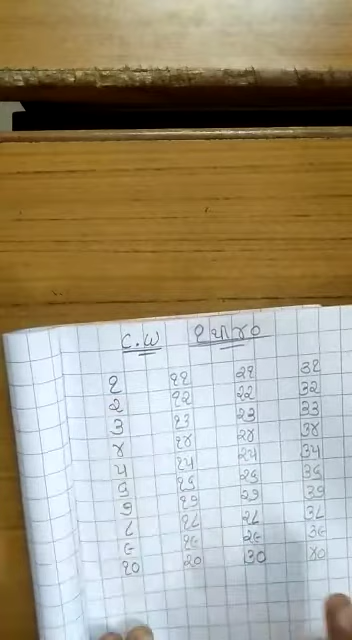 C.W ૧ થી ૪૦
૧ ૧૧ ૨૧ ૩૧
૨ ૧૨ ૨૨ ૩૨
૩ ૧૩ ૨૩ ૩૩
૪ ૧૪ ૨૪ ૩૪
૫ ૧૫ ૨૫ ૩૫
૬ ૧૬ ૨૬ ૩૬
૭ ૧૭ ૨૭ ૩૭
૮ ૧૮ ૨૮ ૩૮
૯ ૧૯ ૨૯ ૩૯
૧૦ ૨૦ ૩૦ ૪૦